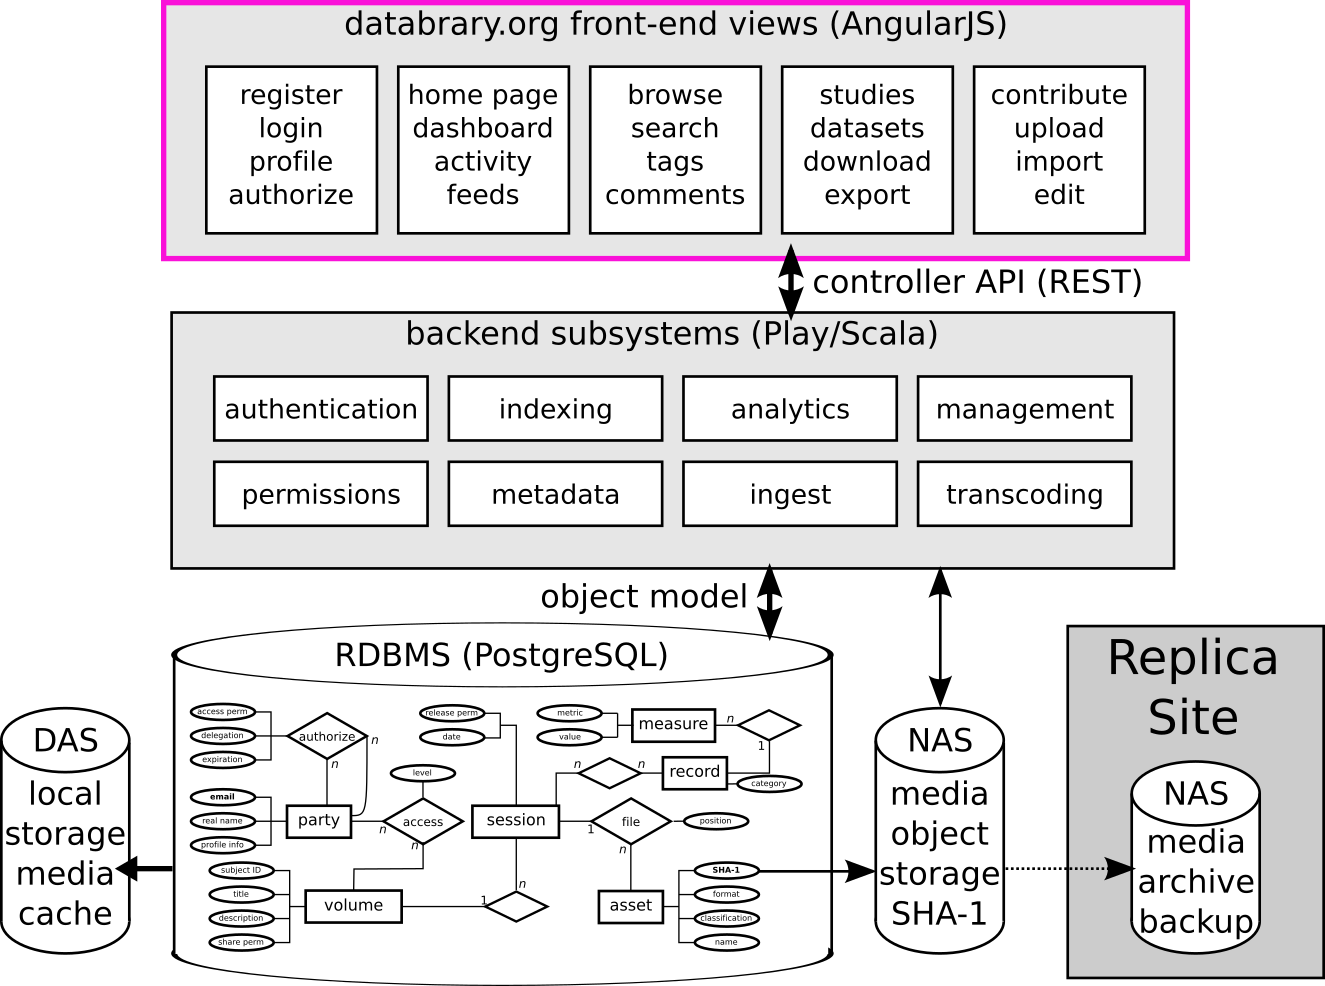 databrary.org front-end views (AngularJS)
register
login
profile
authorize
home page
dashboard
activity
feeds
browse
search
tags
comments
studies
datasets
download
export
contribute
upload
import
edit
controller API (REST)
backend subsystems (Play/Scala)
authentication
indexing
analytics
management
permissions
metadata
ingest
transcoding
object model
RDBMS (PostgreSQL)
access perm
delegation
expiration
authorize
n
n
release perm
date
metric
value
measure
n
1
level
n
n
record
category
email
real name
profile info
party
n
access
n
session
1
file
n
position
subject ID
title
description
share perm
volume
1
n
asset
SHA-1
format
classification
name
DAS
local
storage
media
cache
NAS
media
object
storage
SHA-1
Replica
Site
NAS
media
archive
backup